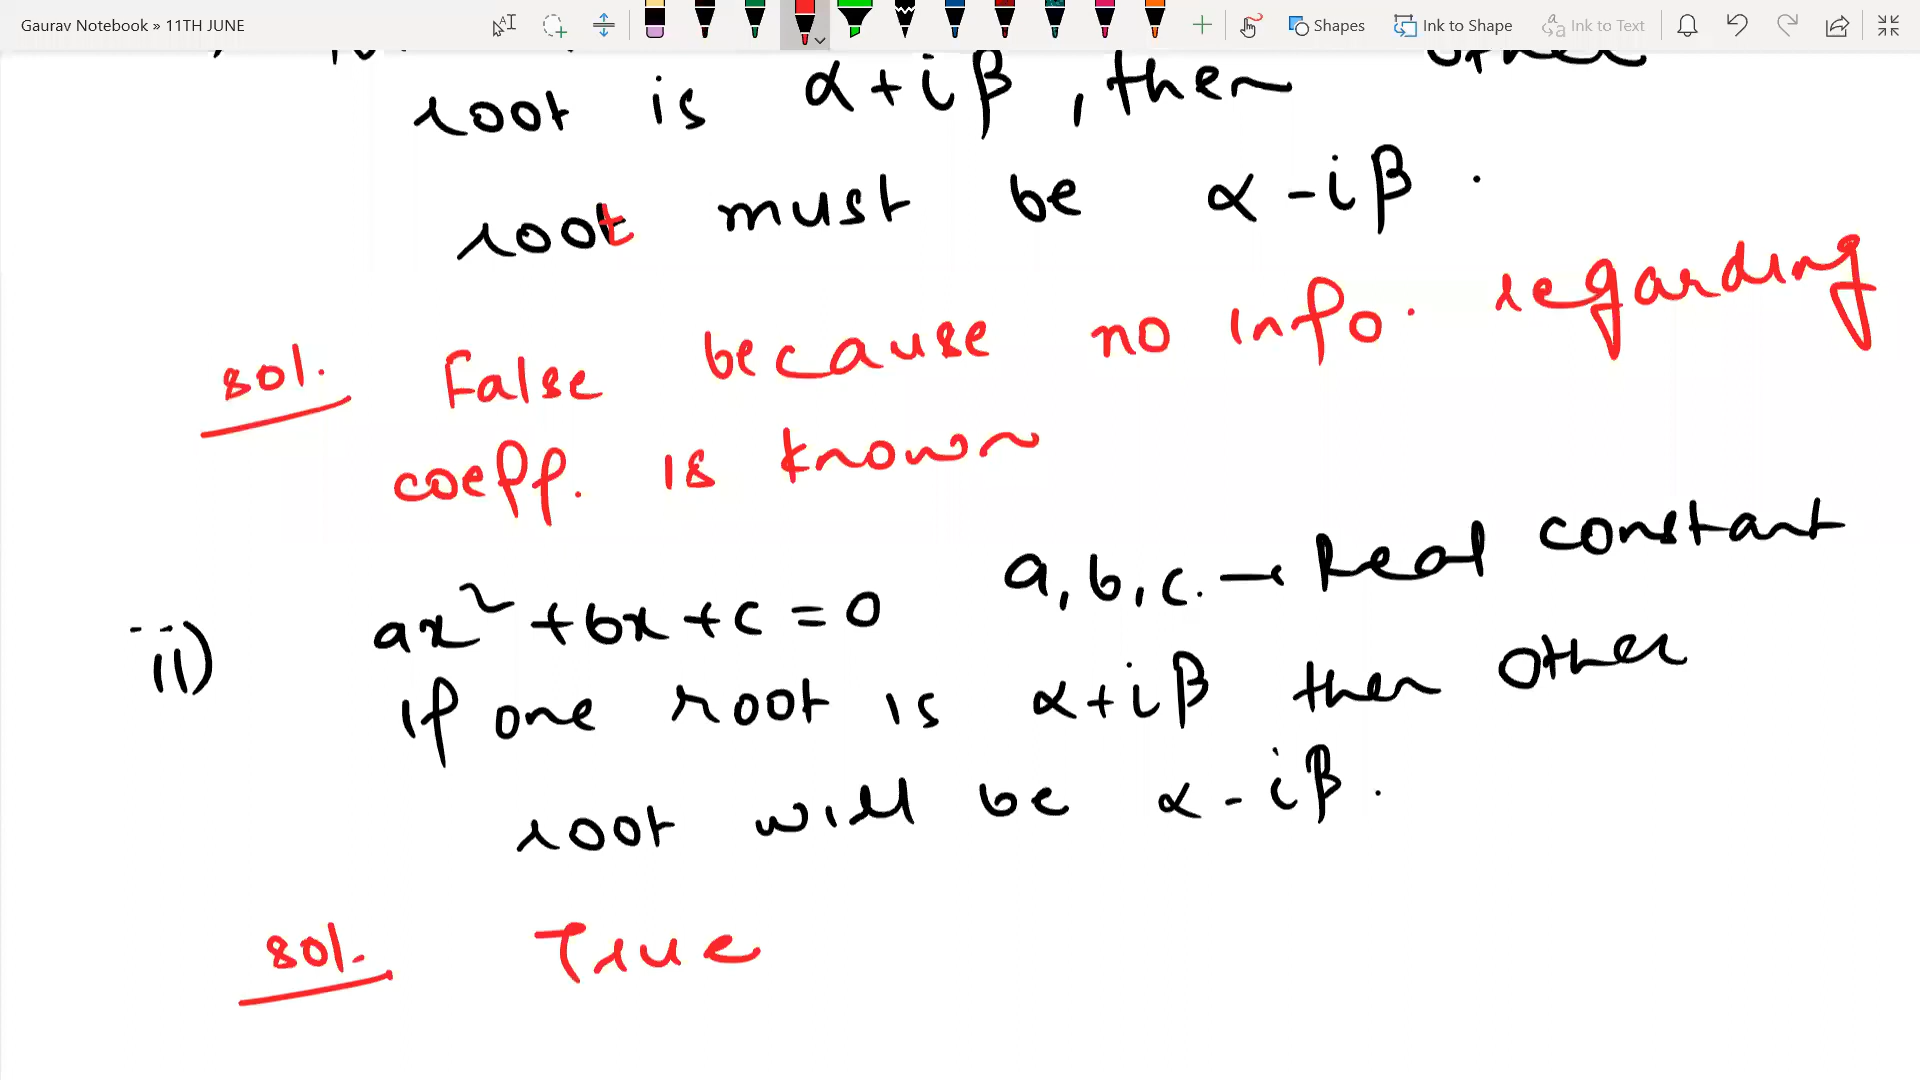 Gaurav Notebook » 11TH JUNE
Shapes
Ink to Shape
Ink to Text
other
root is α+iβ, then
root must be α-iβ.
sol. False because no info. regarding
coeff. is known
ii) ax²+bx+c=0 a,b,c.→Real constant
if one root is α+iβ then other
root will be α-iβ.
sol. True